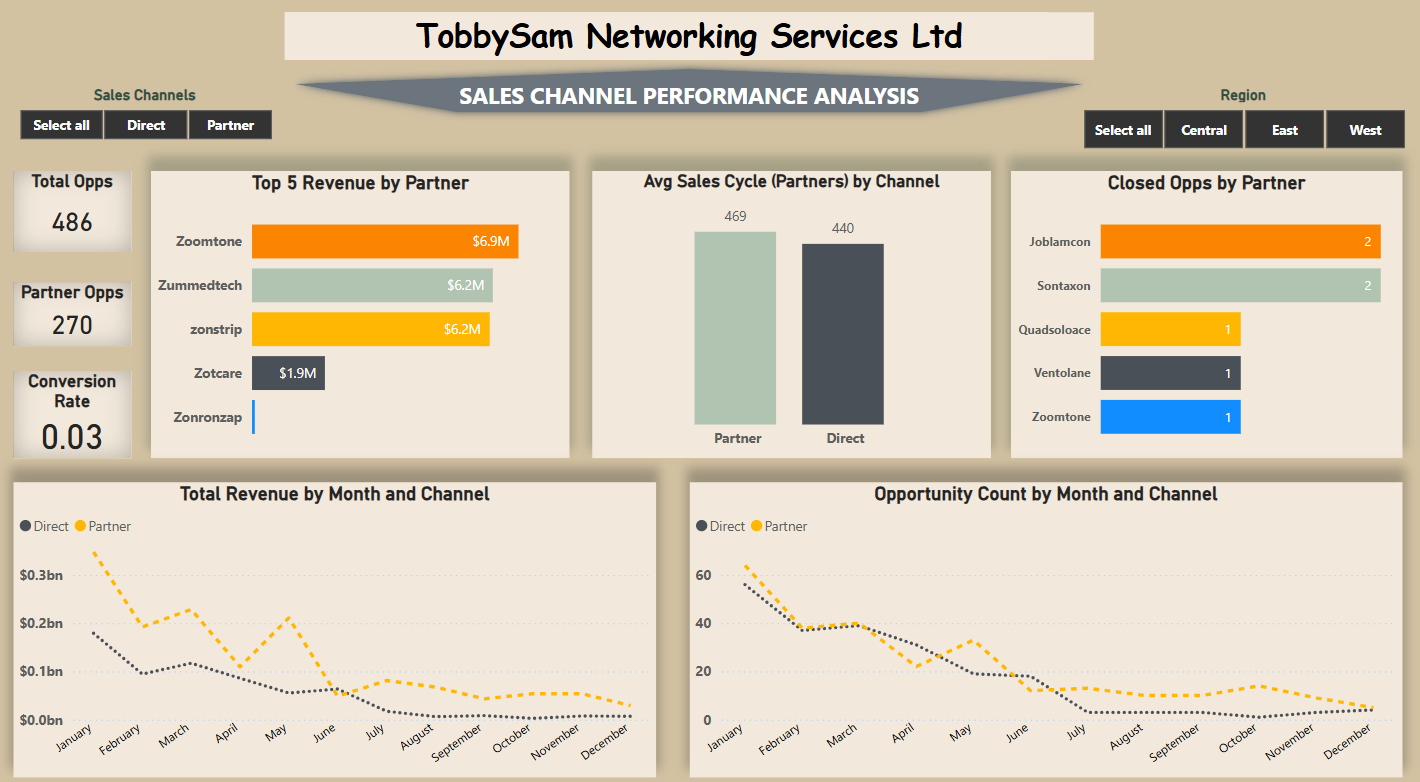 TobbySam Networking Services Ltd
SALES CHANNEL PERFORMANCE ANALYSIS
Sales Channels
Select all Direct Partner
Region
Select all Central East West
Total Opps
486
Partner Opps
270
Conversion
Rate
0.03
Top 5 Revenue by Partner
Zoomtone $6.9M
Zummedtech $6.2M
zonstrip $6.2M
Zotcare $1.9M
Zonronzap
Avg Sales Cycle (Partners) by Channel
469 440
Partner Direct
Closed Opps by Partner
Joblamcon 2
Sontaxon 2
Quadsoloace 1
Ventolane 1
Zoomtone 1
Total Revenue by Month and Channel
Direct Partner
$0.3bn
$0.2bn
$0.1bn
$0.0bn
January February March April May June July August September October November December
Opportunity Count by Month and Channel
Direct Partner
60
40
20
0
January February March April May June July August September October November December